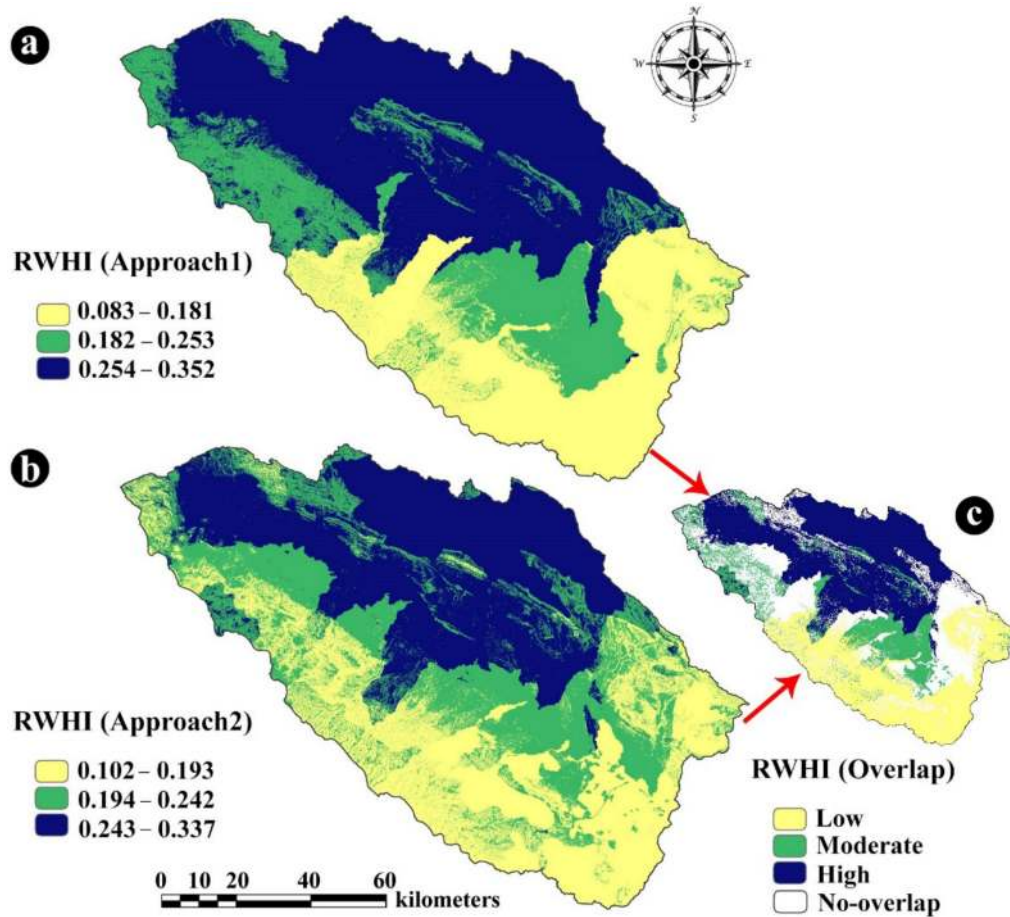 a
N
W E
S
RWHI (Approach1)
0.083 – 0.181
0.182 – 0.253
0.254 – 0.352
b
c
RWHI (Approach2)
0.102 – 0.193
0.194 – 0.242
0.243 – 0.337
RWHI (Overlap)
Low
Moderate
High
No-overlap
0 10 20 40 60
kilometers